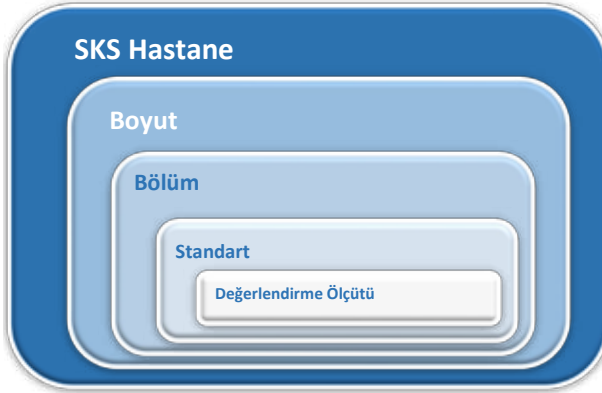 SKS Hastane
Boyut
Bölüm
Standart
Değerlendirme Ölçütü